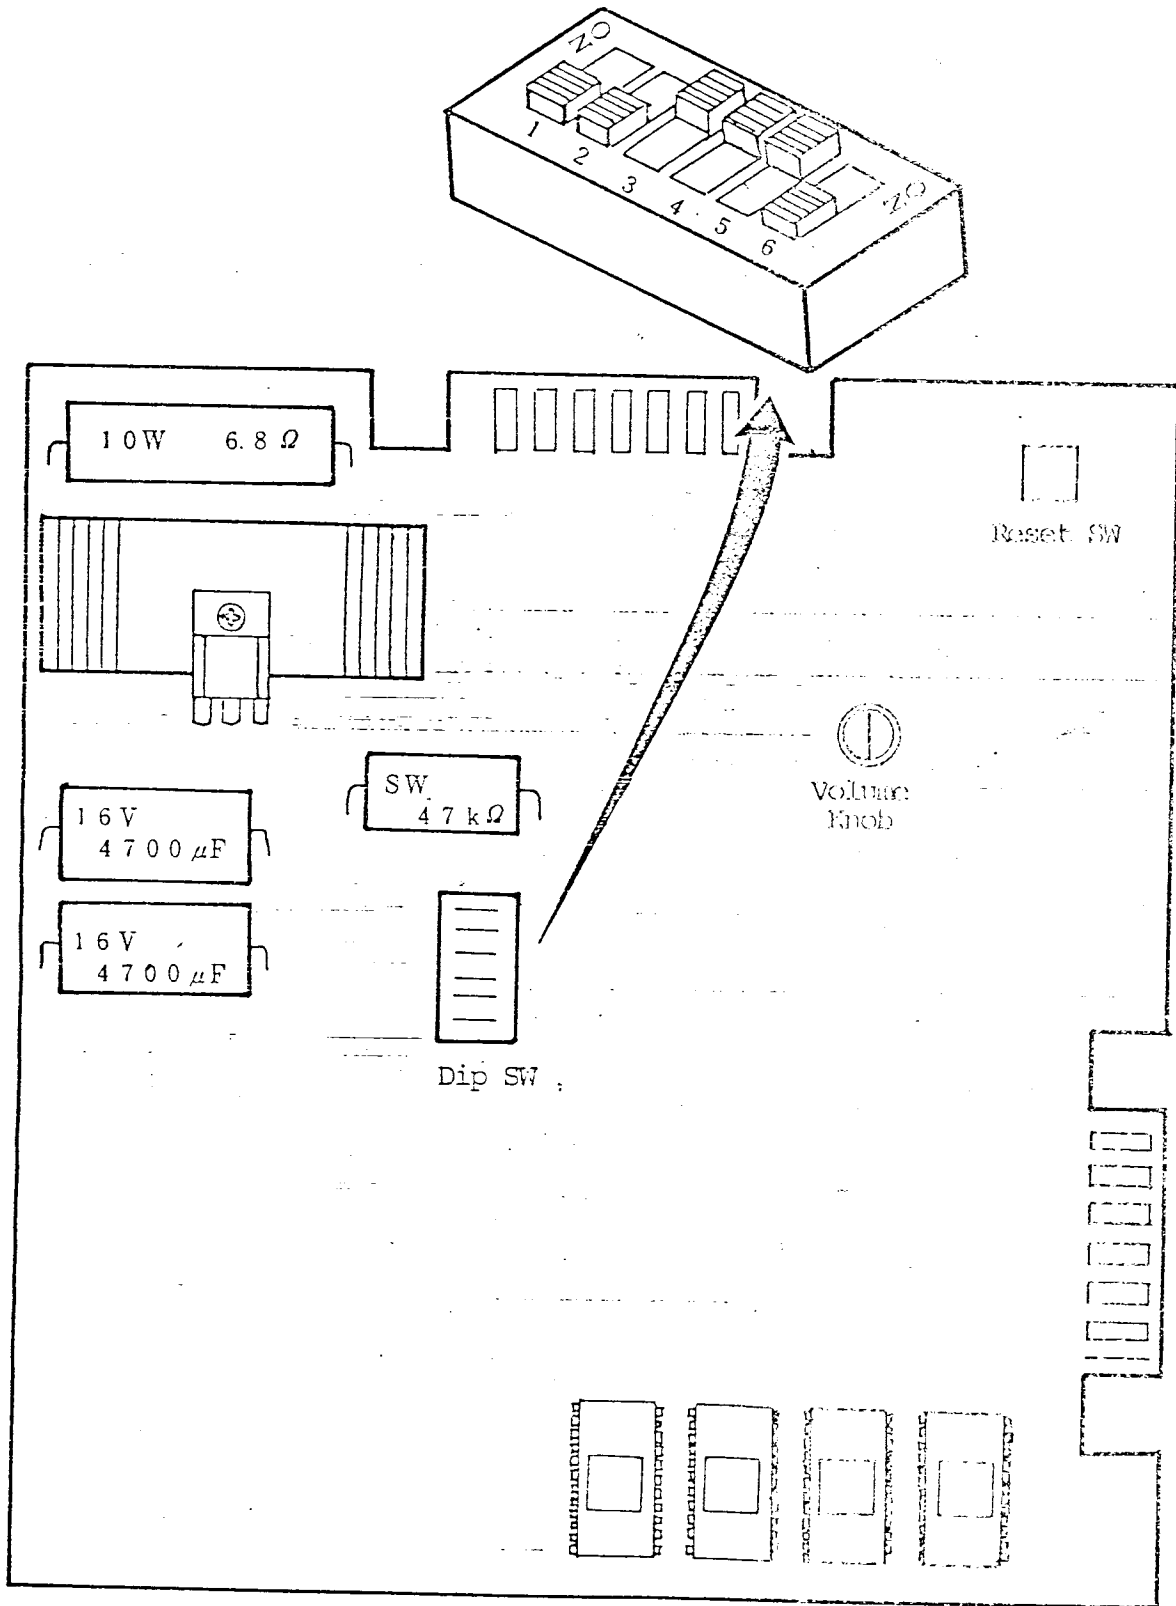 ON
1 2 3 4 5 6
ON
10W 6.8Ω
Reset SW
SW
47kΩ
Volume
Knob
16V
4700μF
16V
4700μF
Dip SW